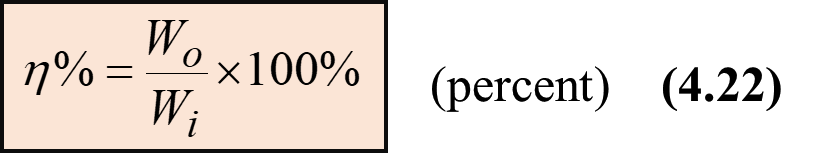 η% = W_o / W_i × 100% (percent) (4.22)